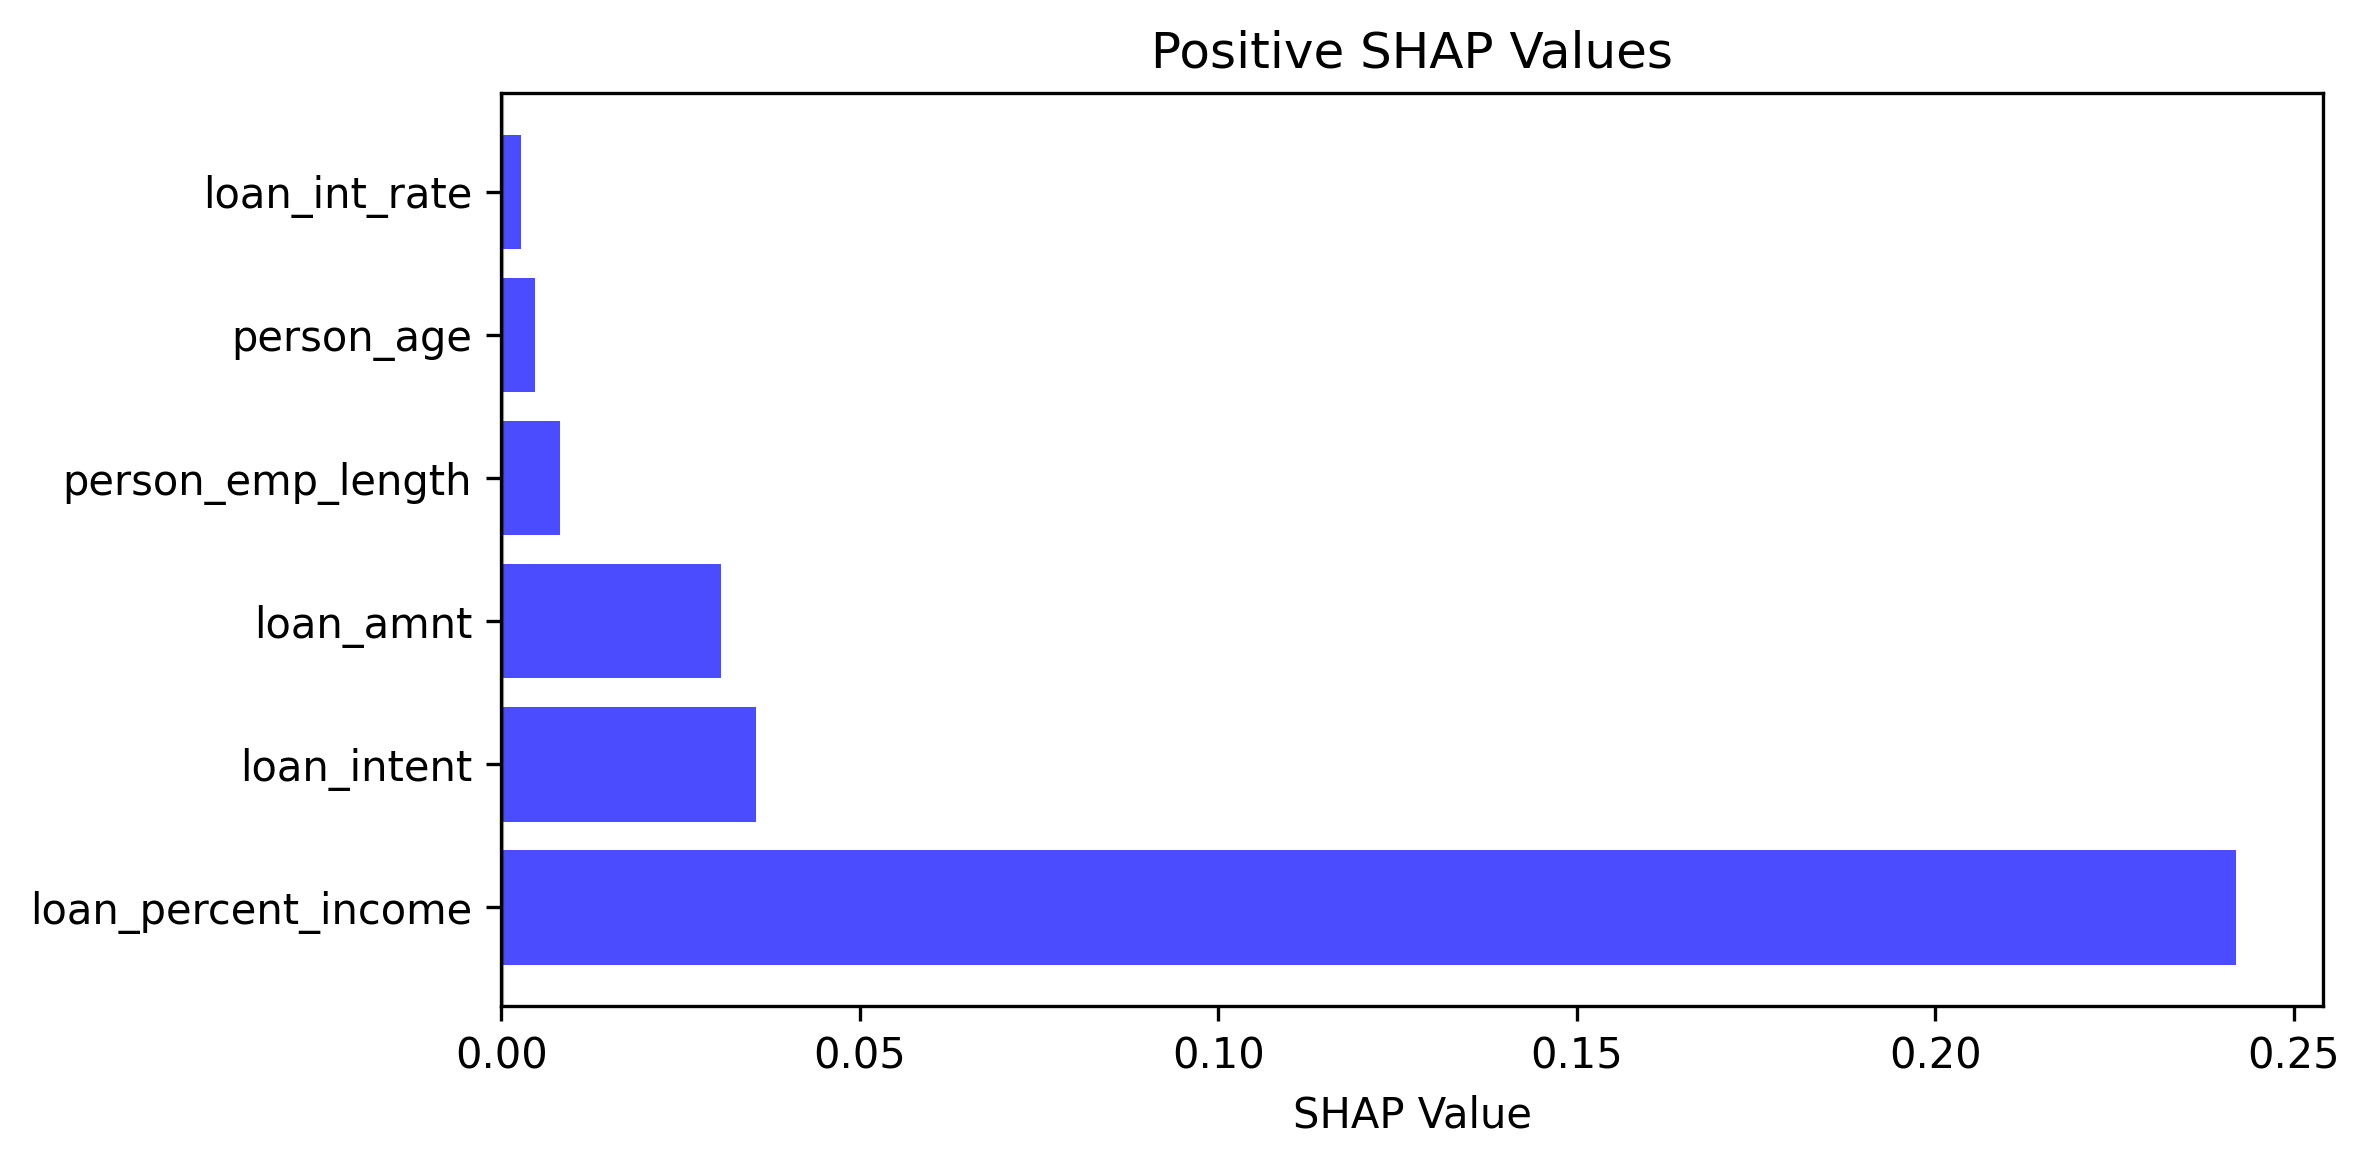 Positive SHAP Values
loan_int_rate
person_age
person_emp_length
loan_amnt
loan_intent
loan_percent_income
0.00 0.05 0.10 0.15 0.20 0.25
SHAP Value